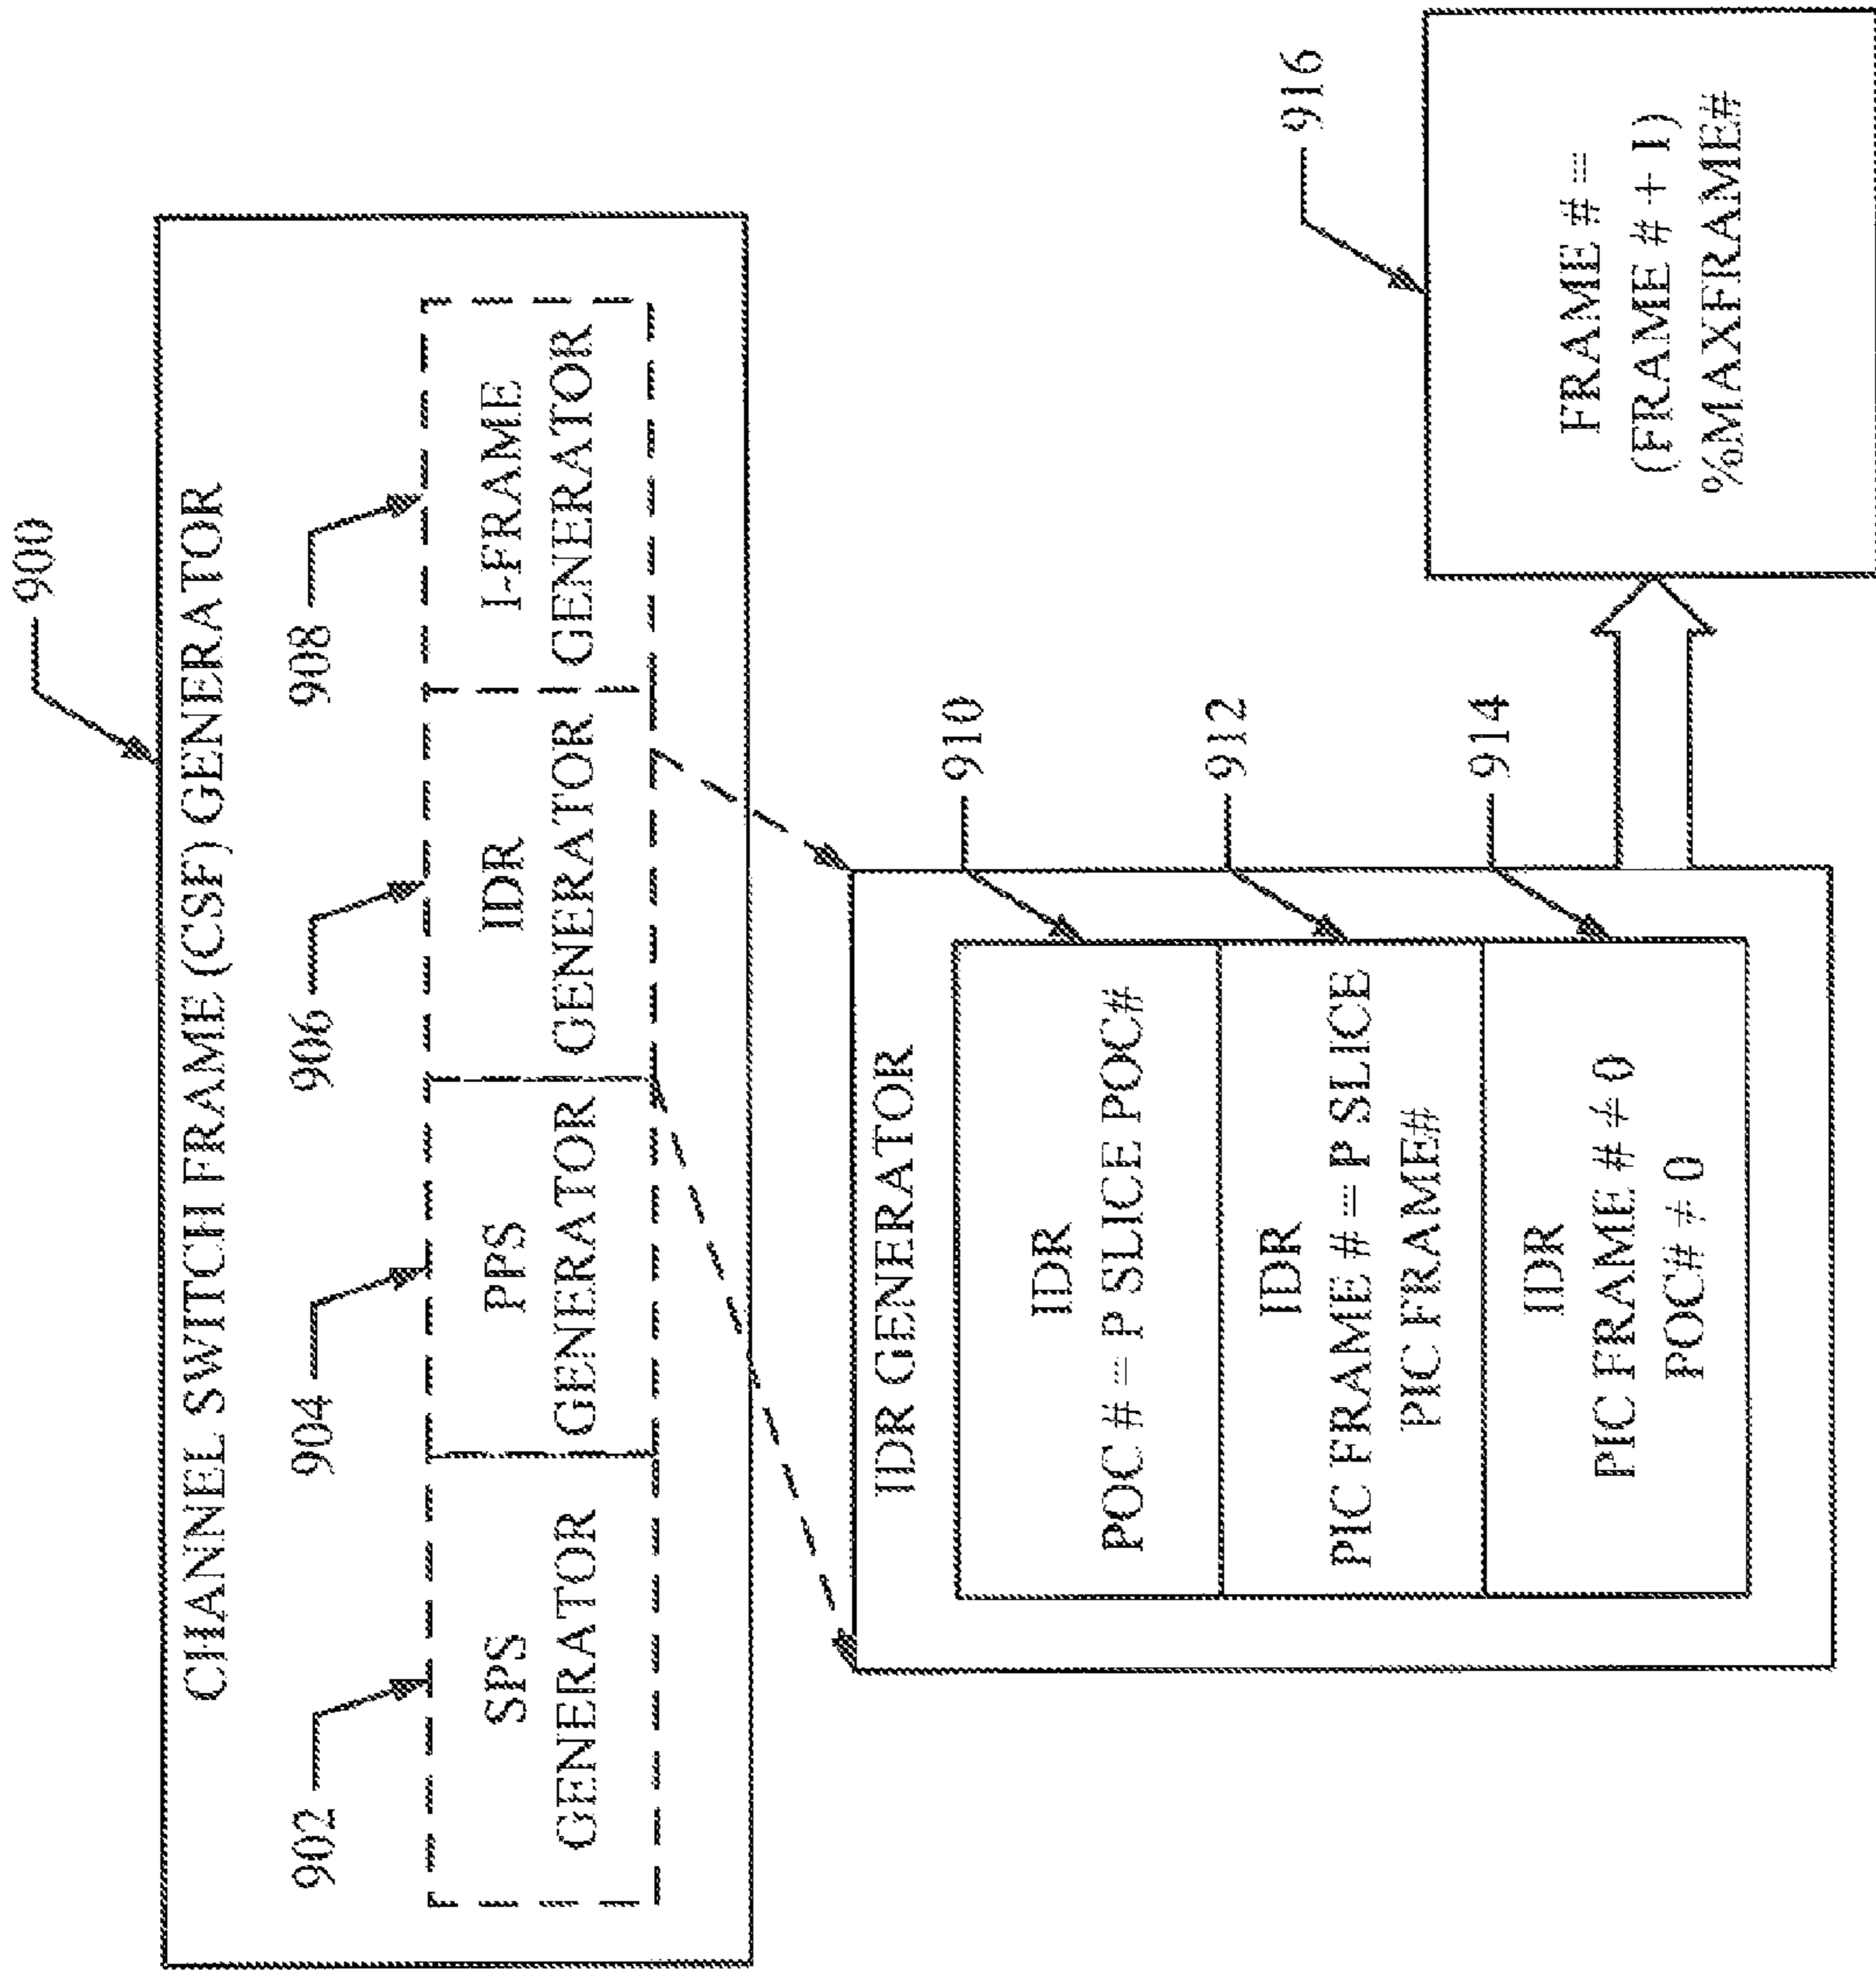 900
CHANNEL SWITCH FRAME (CSF) GENERATOR
902
904
906
908
SPS
GENERATOR
PPS
GENERATOR
IDR
GENERATOR
I-FRAME
GENERATOR
IDR GENERATOR
910
IDR
POC # = P SLICE POC#
912
IDR
PIC FRAME # = P SLICE
PIC FRAME#
914
IDR
PIC FRAME # ≠ 0
POC# ≠ 0
916
FRAME # =
(FRAME # + 1)
%MAXFRAME#